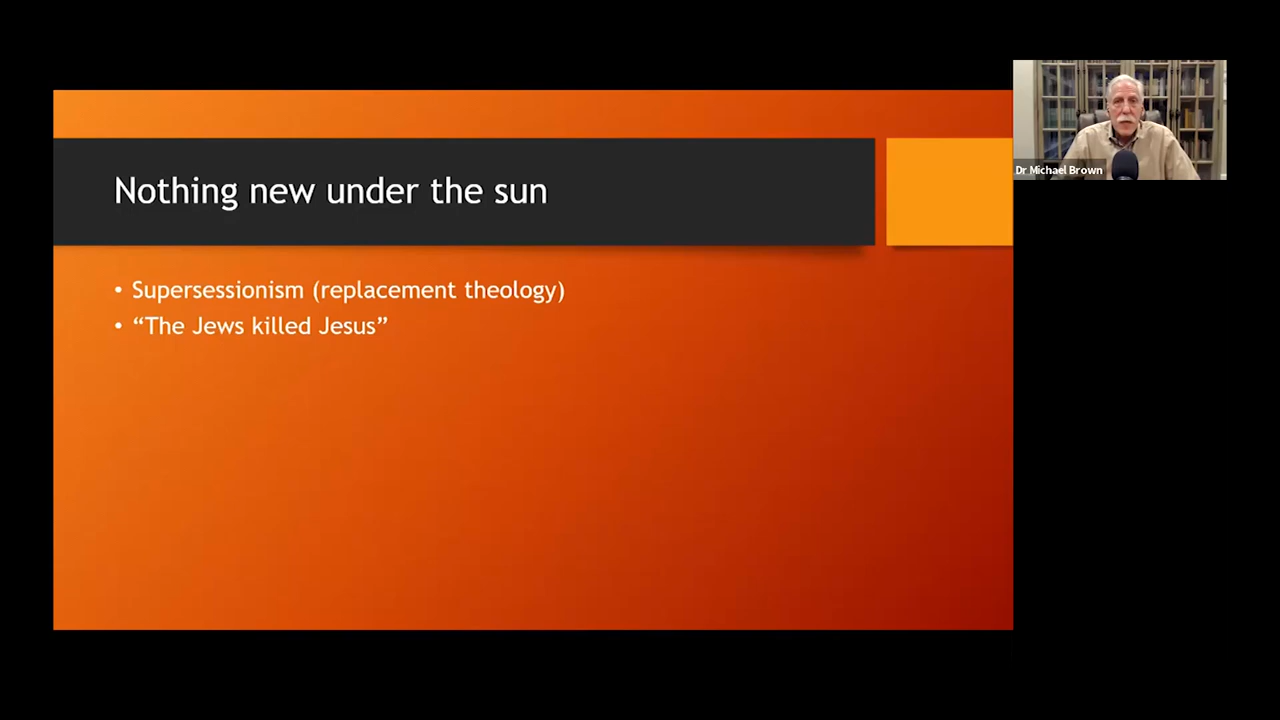 Nothing new under the sun
• Supersessionism (replacement theology)
• “The Jews killed Jesus”
Dr Michael Brown